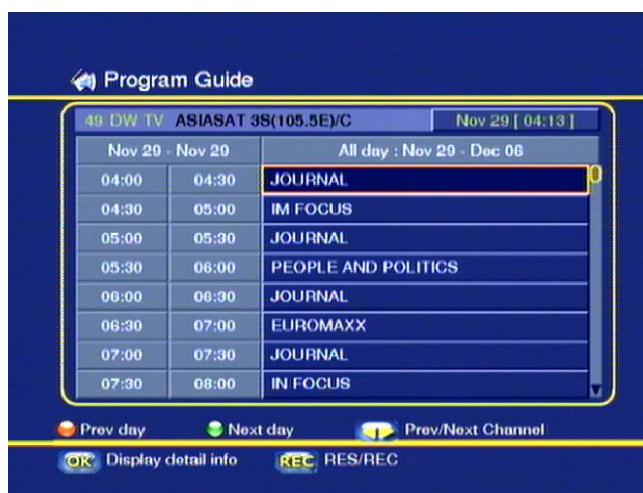 Program Guide
49 DW TV ASIASAT 3S(105.5E)/C Nov 29 [ 04:13 ]
Nov 29 - Nov 29 All day : Nov 29 - Dec 06
04:00 04:30 JOURNAL
04:30 05:00 IM FOCUS
05:00 05:30 JOURNAL
05:30 06:00 PEOPLE AND POLITICS
06:00 06:30 JOURNAL
06:30 07:00 EUROMAXX
07:00 07:30 JOURNAL
07:30 08:00 IN FOCUS
Prev day Next day Prev/Next Channel
OK Display detail info REC RES/REC